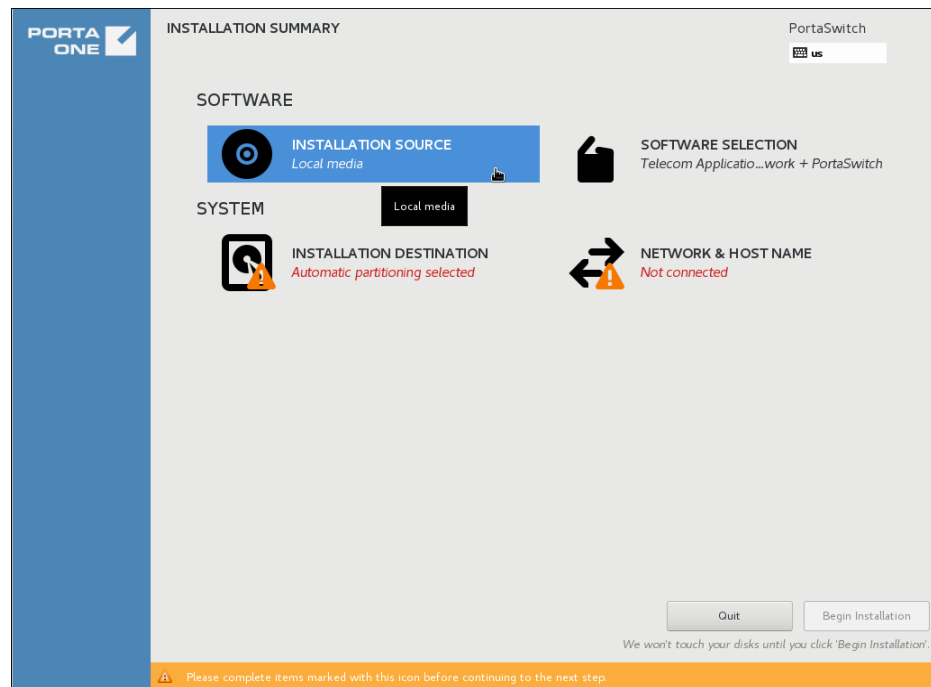 PORTA
ONE
INSTALLATION SUMMARY
PortaSwitch
us
SOFTWARE
INSTALLATION SOURCE
Local media
SOFTWARE SELECTION
Telecom Applicatio...work + PortaSwitch
Local media
SYSTEM
INSTALLATION DESTINATION
Automatic partitioning selected
NETWORK & HOST NAME
Not connected
Quit
Begin Installation
We won't touch your disks until you click 'Begin Installation'.
Please complete items marked with this icon before continuing to the next step.